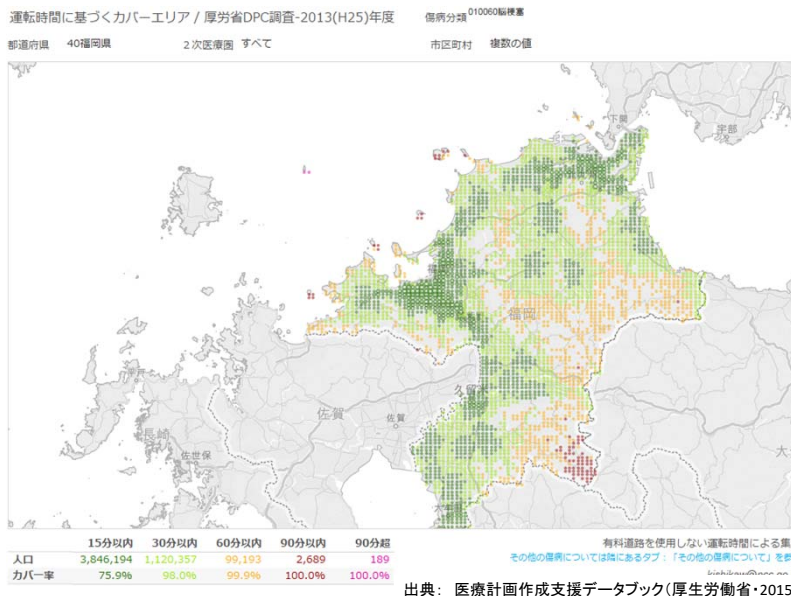 運転時間に基づくカバーエリア / 厚労省DPC調査-2013(H25)年度 傷病分類 010060脳梗塞
都道府県 40福岡県 2次医療圏 すべて 市区町村 複数の値
下関
宇部
福岡
久留米
佐賀
佐賀
平戸
長崎
佐世保
大牟田
大
15分以内 30分以内 60分以内 90分以内 90分超
人口 3,846,194 1,120,357 99,193 2,689 189
カバー率 75.9% 98.0% 99.9% 100.0% 100.0%
有料道路を使用しない運転時間による集
その他の傷病については隣にあるタブ：「その他の傷病について」を参
出典： 医療計画作成支援データブック(厚生労働省・2015